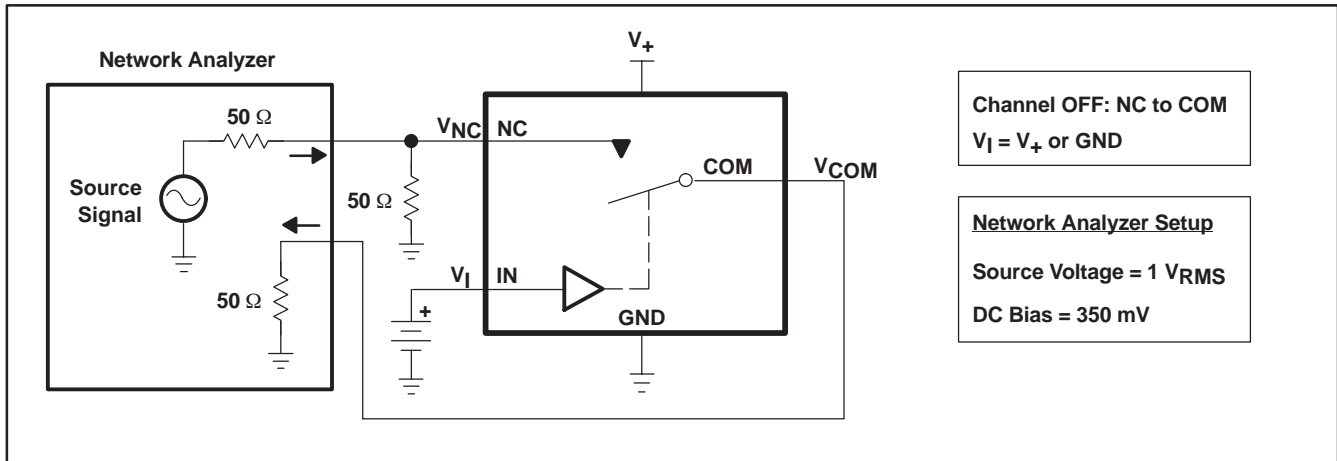 V+
Network Analyzer
50 Ω
VNC NC
COM
VCOM
Source
Signal
50 Ω
50 Ω
VI IN
+
GND
Channel OFF: NC to COM
VI = V+ or GND
Network Analyzer Setup
Source Voltage = 1 VRMS
DC Bias = 350 mV